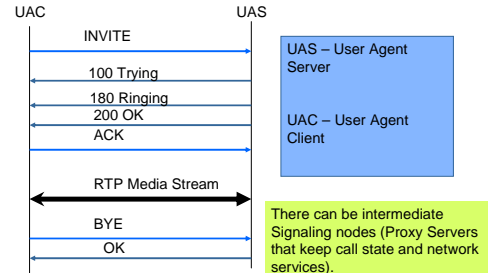 UAC UAS
INVITE
100 Trying
180 Ringing
200 OK
ACK
RTP Media Stream
BYE
OK
UAS – User Agent
Server
UAC – User Agent
Client
There can be intermediate
Signaling nodes (Proxy Servers
that keep call state and network
services).